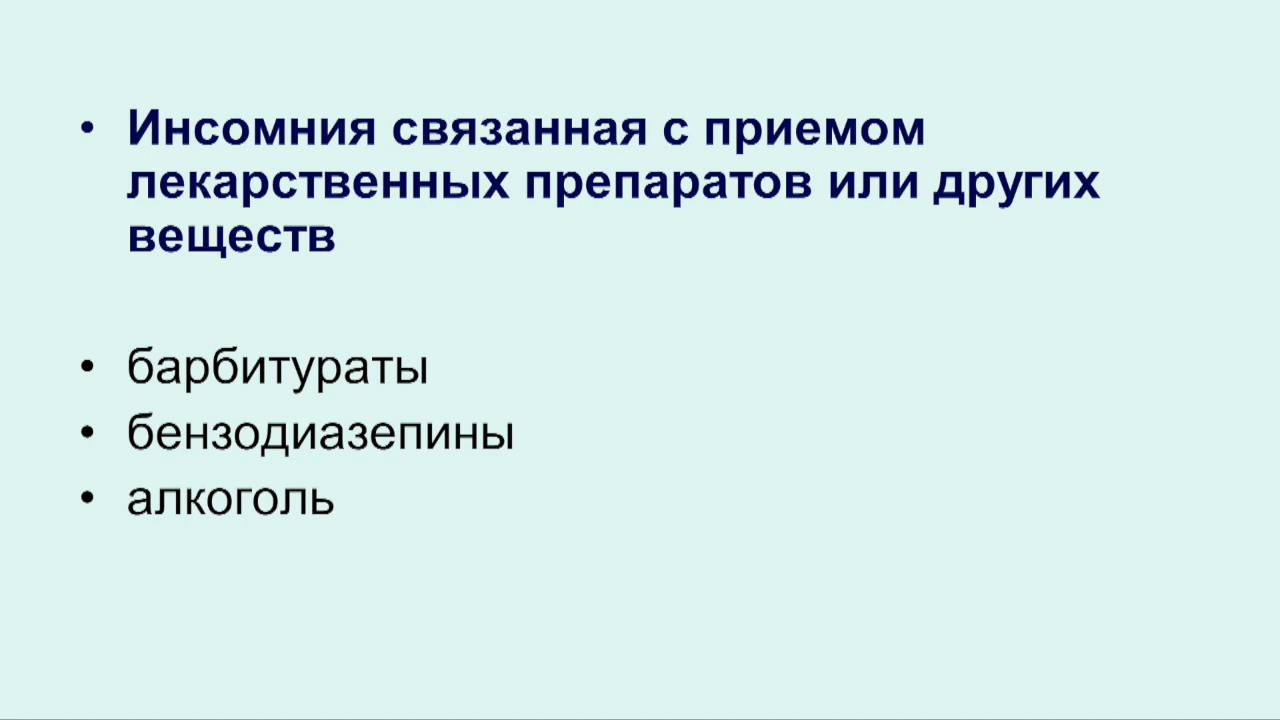 • Инсомния связанная с приемом
лекарственных препаратов или других
веществ
• барбитураты
• бензодиазепины
• алкоголь